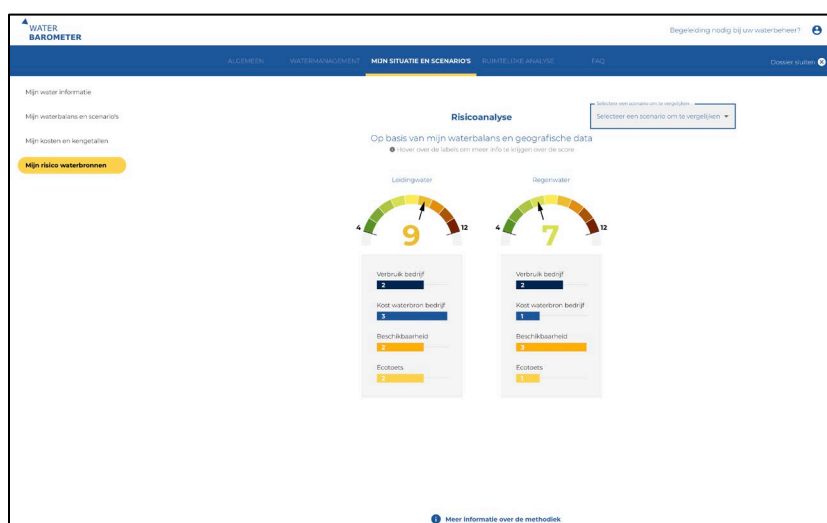 WATER
BAROMETER
Begeleiding nodig bij uw waterbeheer?
ALGEMEEN WATERMANAGEMENT MIJN SITUATIE EN SCENARIO'S RUIMTELIJKE ANALYSE FAQ Dossier sluiten
Mijn water informatie
Mijn waterbalans en scenario's
Mijn kosten en kengetallen
Mijn risico waterbronnen
Risicoanalyse
Selecteer een scenario om te vergelijken
Selecteer een scenario om te vergelijken
Op basis van mijn waterbalans en geografische data
Hover over de labels om meer info te krijgen over de score
Leidingwater
4 12
9
Verbruik bedrijf
2
Kost waterbron bedrijf
3
Beschikbaarheid
2
Ecotoets
2
Regenwater
4 12
7
Verbruik bedrijf
2
Kost waterbron bedrijf
1
Beschikbaarheid
3
Ecotoets
1
Meer informatie over de methodiek